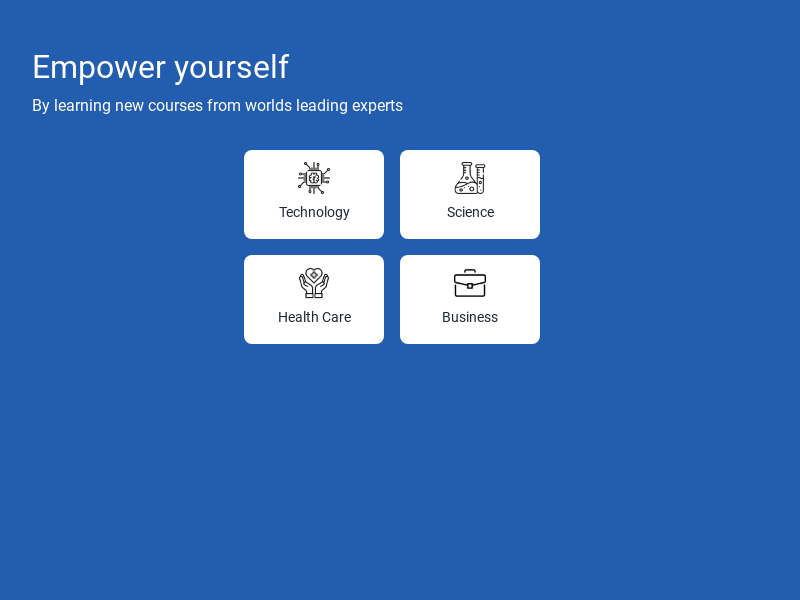 Empower yourself
By learning new courses from worlds leading experts
Technology
Science
Health Care
Business